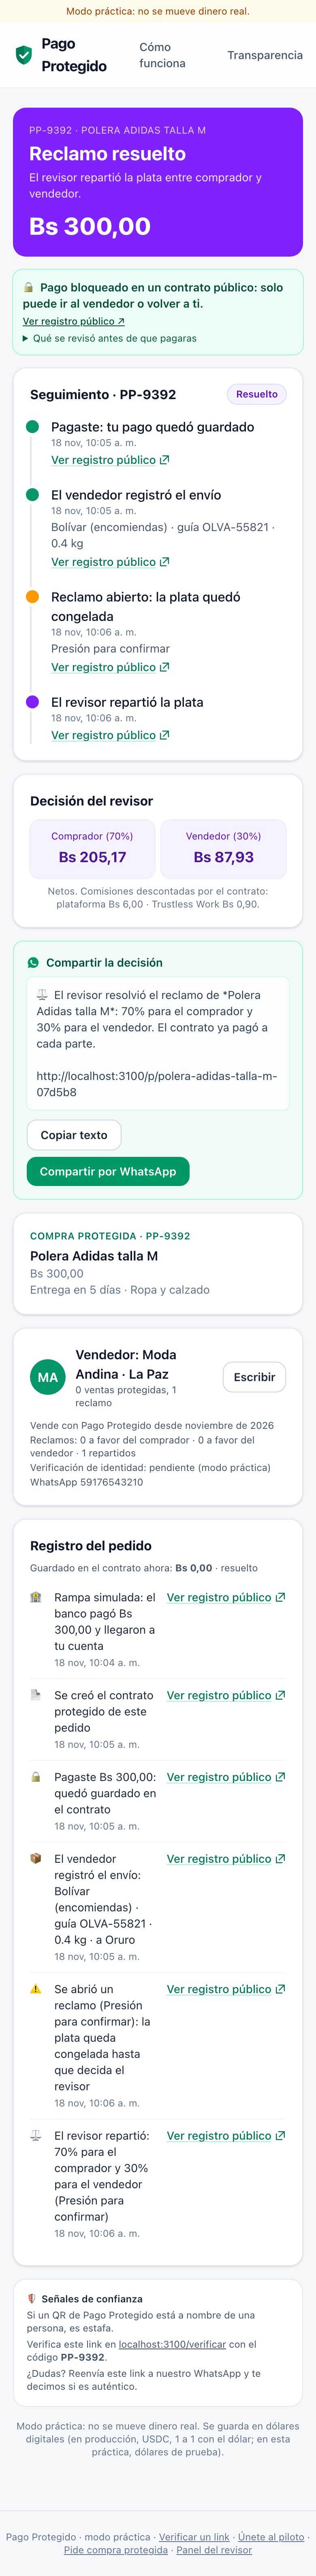 Modo práctica: no se mueve dinero real.
Pago
Protegido
Cómo
funciona
Transparencia
PP-9392 · POLERA ADIDAS TALLA M
Reclamo resuelto
El revisor repartió la plata entre comprador y
vendedor.
Bs 300,00
Pago bloqueado en un contrato público: solo
puede ir al vendedor o volver a ti.
Ver registro público ↗
▶ Qué se revisó antes de que pagaras
Seguimiento · PP-9392
Resuelto
Pagaste: tu pago quedó guardado
18 nov, 10:05 a. m.
Ver registro público
El vendedor registró el envío
18 nov, 10:05 a. m.
Bolívar (encomiendas) · guía OLVA-55821 ·
0.4 kg
Ver registro público
Reclamo abierto: la plata quedó
congelada
18 nov, 10:06 a. m.
Presión para confirmar
Ver registro público
El revisor repartió la plata
18 nov, 10:06 a. m.
Ver registro público
Decisión del revisor
Comprador (70%)
Bs 205,17
Vendedor (30%)
Bs 87,93
Netos. Comisiones descontadas por el contrato:
plataforma Bs 6,00 · Trustless Work Bs 0,90.
Compartir la decisión
El revisor resolvió el reclamo de *Polera
Adidas talla M*: 70% para el comprador y
30% para el vendedor. El contrato ya pagó a
cada parte.
http://localhost:3100/p/polera-adidas-talla-m-
07d5b8
Copiar texto
Compartir por WhatsApp
COMPRA PROTEGIDA · PP-9392
Polera Adidas talla M
Bs 300,00
Entrega en 5 días · Ropa y calzado
MA
Vendedor: Moda
Andina · La Paz
0 ventas protegidas, 1
reclamo
Escribir
Vende con Pago Protegido desde noviembre de 2026
Reclamos: 0 a favor del comprador · 0 a favor del
vendedor · 1 repartidos
Verificación de identidad: pendiente (modo práctica)
WhatsApp 59176543210
Registro del pedido
Guardado en el contrato ahora: Bs 0,00 · resuelto
Rampa simulada: el
banco pagó Bs
300,00 y llegaron a
tu cuenta
18 nov, 10:04 a. m.
Ver registro público
Se creó el contrato
protegido de este
pedido
18 nov, 10:05 a. m.
Ver registro público
Pagaste Bs 300,00:
quedó guardado en
el contrato
18 nov, 10:05 a. m.
Ver registro público
El vendedor
registró el envío:
Bolívar
(encomiendas) ·
guía OLVA-55821 ·
0.4 kg · a Oruro
18 nov, 10:05 a. m.
Ver registro público
Se abrió un
reclamo (Presión
para confirmar): la
plata queda
congelada hasta
que decida el
revisor
18 nov, 10:06 a. m.
Ver registro público
El revisor repartió:
70% para el
comprador y 30%
para el vendedor
(Presión para
confirmar)
18 nov, 10:06 a. m.
Ver registro público
Señales de confianza
Si un QR de Pago Protegido está a nombre de una
persona, es estafa.
Verifica este link en localhost:3100/verificar con el
código PP-9392.
¿Dudas? Reenvía este link a nuestro WhatsApp y te
decimos si es auténtico.
Modo práctica: no se mueve dinero real. Se guarda en dólares
digitales (en producción, USDC, 1 a 1 con el dólar; en esta
práctica, dólares de prueba).
Pago Protegido · modo práctica · Verificar un link · Únete al piloto ·
Pide compra protegida · Panel del revisor